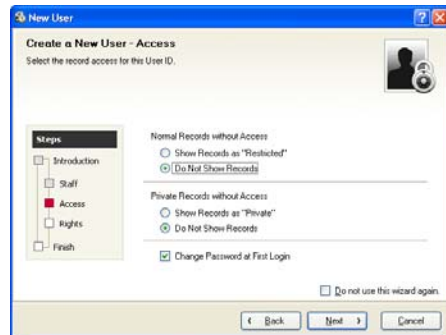 New User
Create a New User - Access
Select the record access for this User ID.
Steps
Introduction
Staff
Access
Rights
Finish
Normal Records without Access
Show Records as "Restricted"
Do Not Show Records
Private Records without Access
Show Records as "Private"
Do Not Show Records
Change Password at First Login
Do not use this wizard again.
Back
Next
Cancel